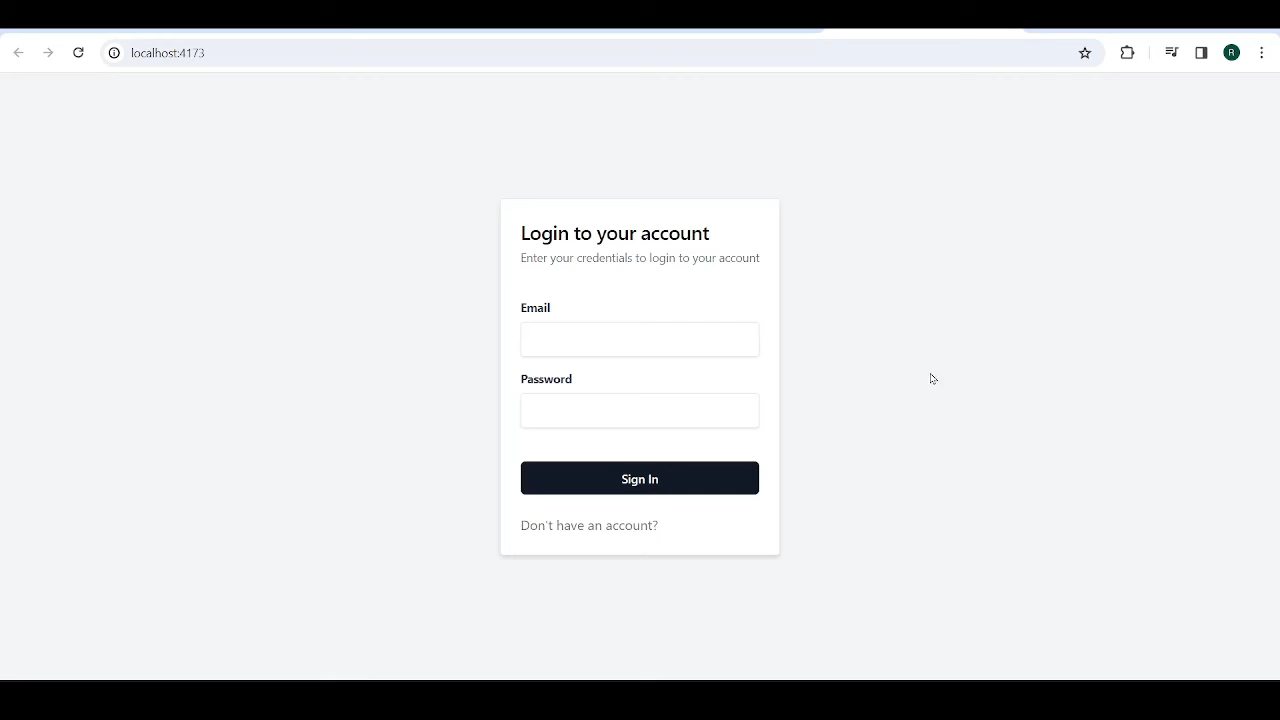 localhost:4173
R
Login to your account
Enter your credentials to login to your account
Email
Password
Sign In
Don't have an account?